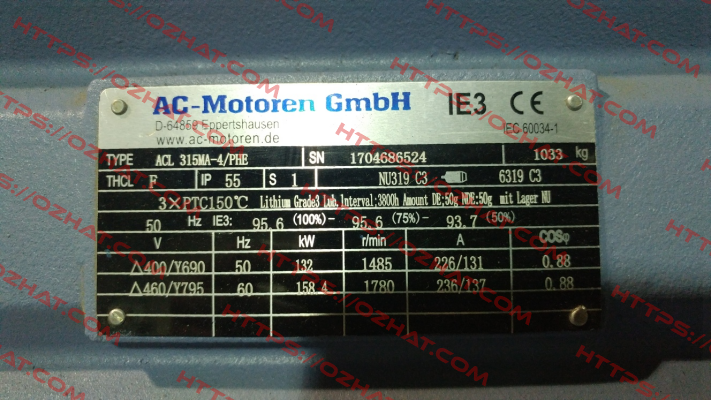 AC-Motoren GmbH IE3 CE
D-64859 Eppertshausen IEC 60034-1
www.ac-motoren.de
TYPE ACL 315MA-4/PHE SN 1704686524 1033 kg
THCL F IP 55 S 1 NU319 C3 6319 C3
3×PTC150℃ Lithium Grade3 Lub.Interval:3800h Amount DE:50g NDE:50g mit Lager NU
50 Hz IE3: 95.6 (100%)- 95.6 (75%)- 93.7 (50%)
V Hz kW r/min A COSφ
△400/Y690 50 132 1485 226/131 0.88
△460/Y795 60 158.4 1780 236/137 0.88
HTTPS://OZHAT.COM